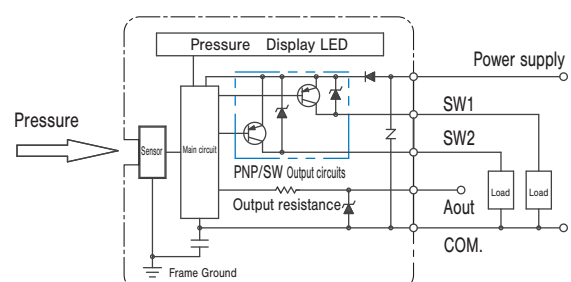 Pressure Display LED
Power supply
SW1
Pressure
Sensor
Main circuit
SW2
PNP/SW Output circuits
Load
Load
Output resistance
Aout
COM.
Frame Ground